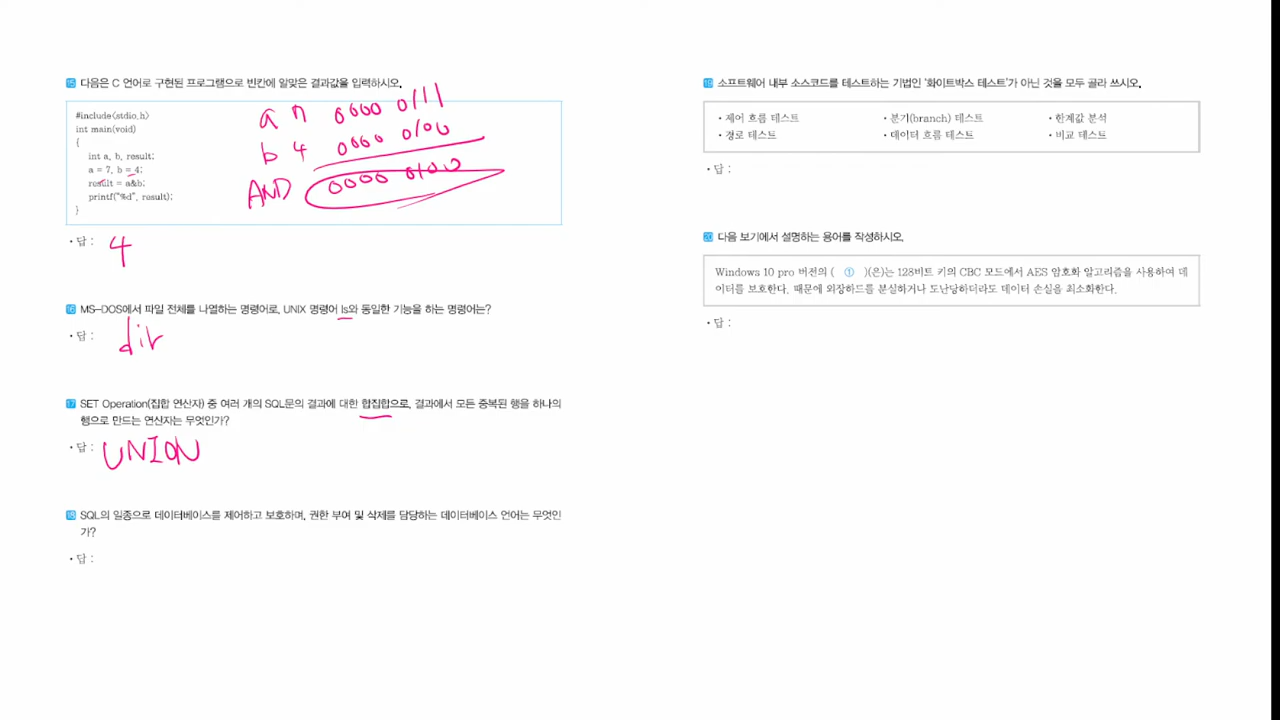 15 다음은 C 언어로 구현된 프로그램으로 빈칸에 알맞은 결과값을 입력하시오.
#include<stdio.h>
int main(void)
{
int a, b, result;
a = 7, b = 4;
result = a&b;
printf("%d", result);
}
a 7 0000 0111
b 4 0000 0100
AND 0000 0100
• 답 : 4
16 MS-DOS에서 파일 전체를 나열하는 명령어로, UNIX 명령어 ls와 동일한 기능을 하는 명령어는?
• 답 : dir
17 SET Operation(집합 연산자) 중 여러 개의 SQL문의 결과에 대한 합집합으로, 결과에서 모든 중복된 행을 하나의
행으로 만드는 연산자는 무엇인가?
• 답 : UNION
18 SQL의 일종으로 데이터베이스를 제어하고 보호하며, 권한 부여 및 삭제를 담당하는 데이터베이스 언어는 무엇인
가?
• 답 :
19 소프트웨어 내부 소스코드를 테스트하는 기법인 '화이트박스 테스트'가 아닌 것을 모두 골라 쓰시오.
• 제어 흐름 테스트 • 분기(branch) 테스트 • 한계값 분석
• 경로 테스트 • 데이터 흐름 테스트 • 비교 테스트
• 답 :
20 다음 보기에서 설명하는 용어를 작성하시오.
Windows 10 pro 버전의 ( ① )(은)는 128비트 키의 CBC 모드에서 AES 암호화 알고리즘을 사용하여 데
이터를 보호한다. 때문에 외장하드를 분실하거나 도난당하더라도 데이터 손실을 최소화한다.
• 답 :